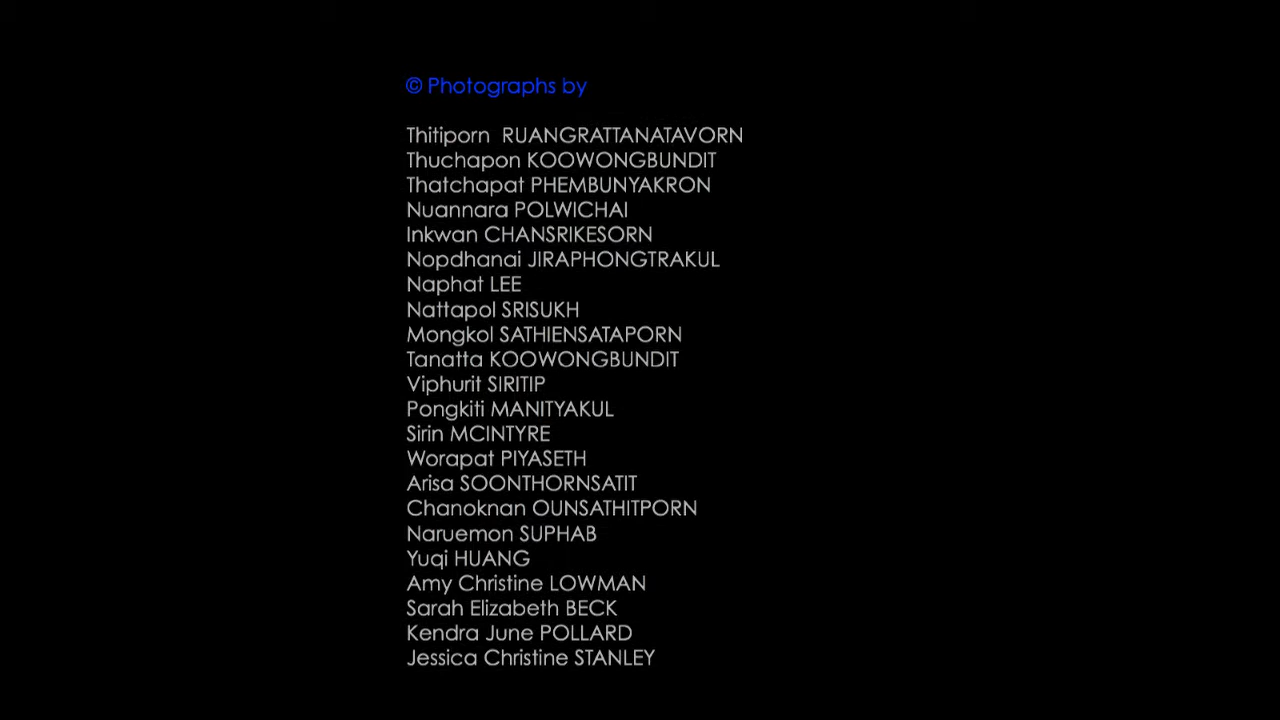 © Photographs by
Thitiporn RUANGRATTANATAVORN
Thuchapon KOOWONGBUNDIT
Thatchapat PHEMBUNYAKRON
Nuannara POLWICHAI
Inkwan CHANSRIKESORN
Nopdhanai JIRAPHONGTRAKUL
Naphat LEE
Nattapol SRISUKH
Mongkol SATHIENSATAPORN
Tanatta KOOWONGBUNDIT
Viphurit SIRITIP
Pongkiti MANITYAKUL
Sirin MCINTYRE
Worapat PIYASETH
Arisa SOONTHORNSATIT
Chanoknan OUNSATHITPORN
Naruemon SUPHAB
Yuqi HUANG
Amy Christine LOWMAN
Sarah Elizabeth BECK
Kendra June POLLARD
Jessica Christine STANLEY